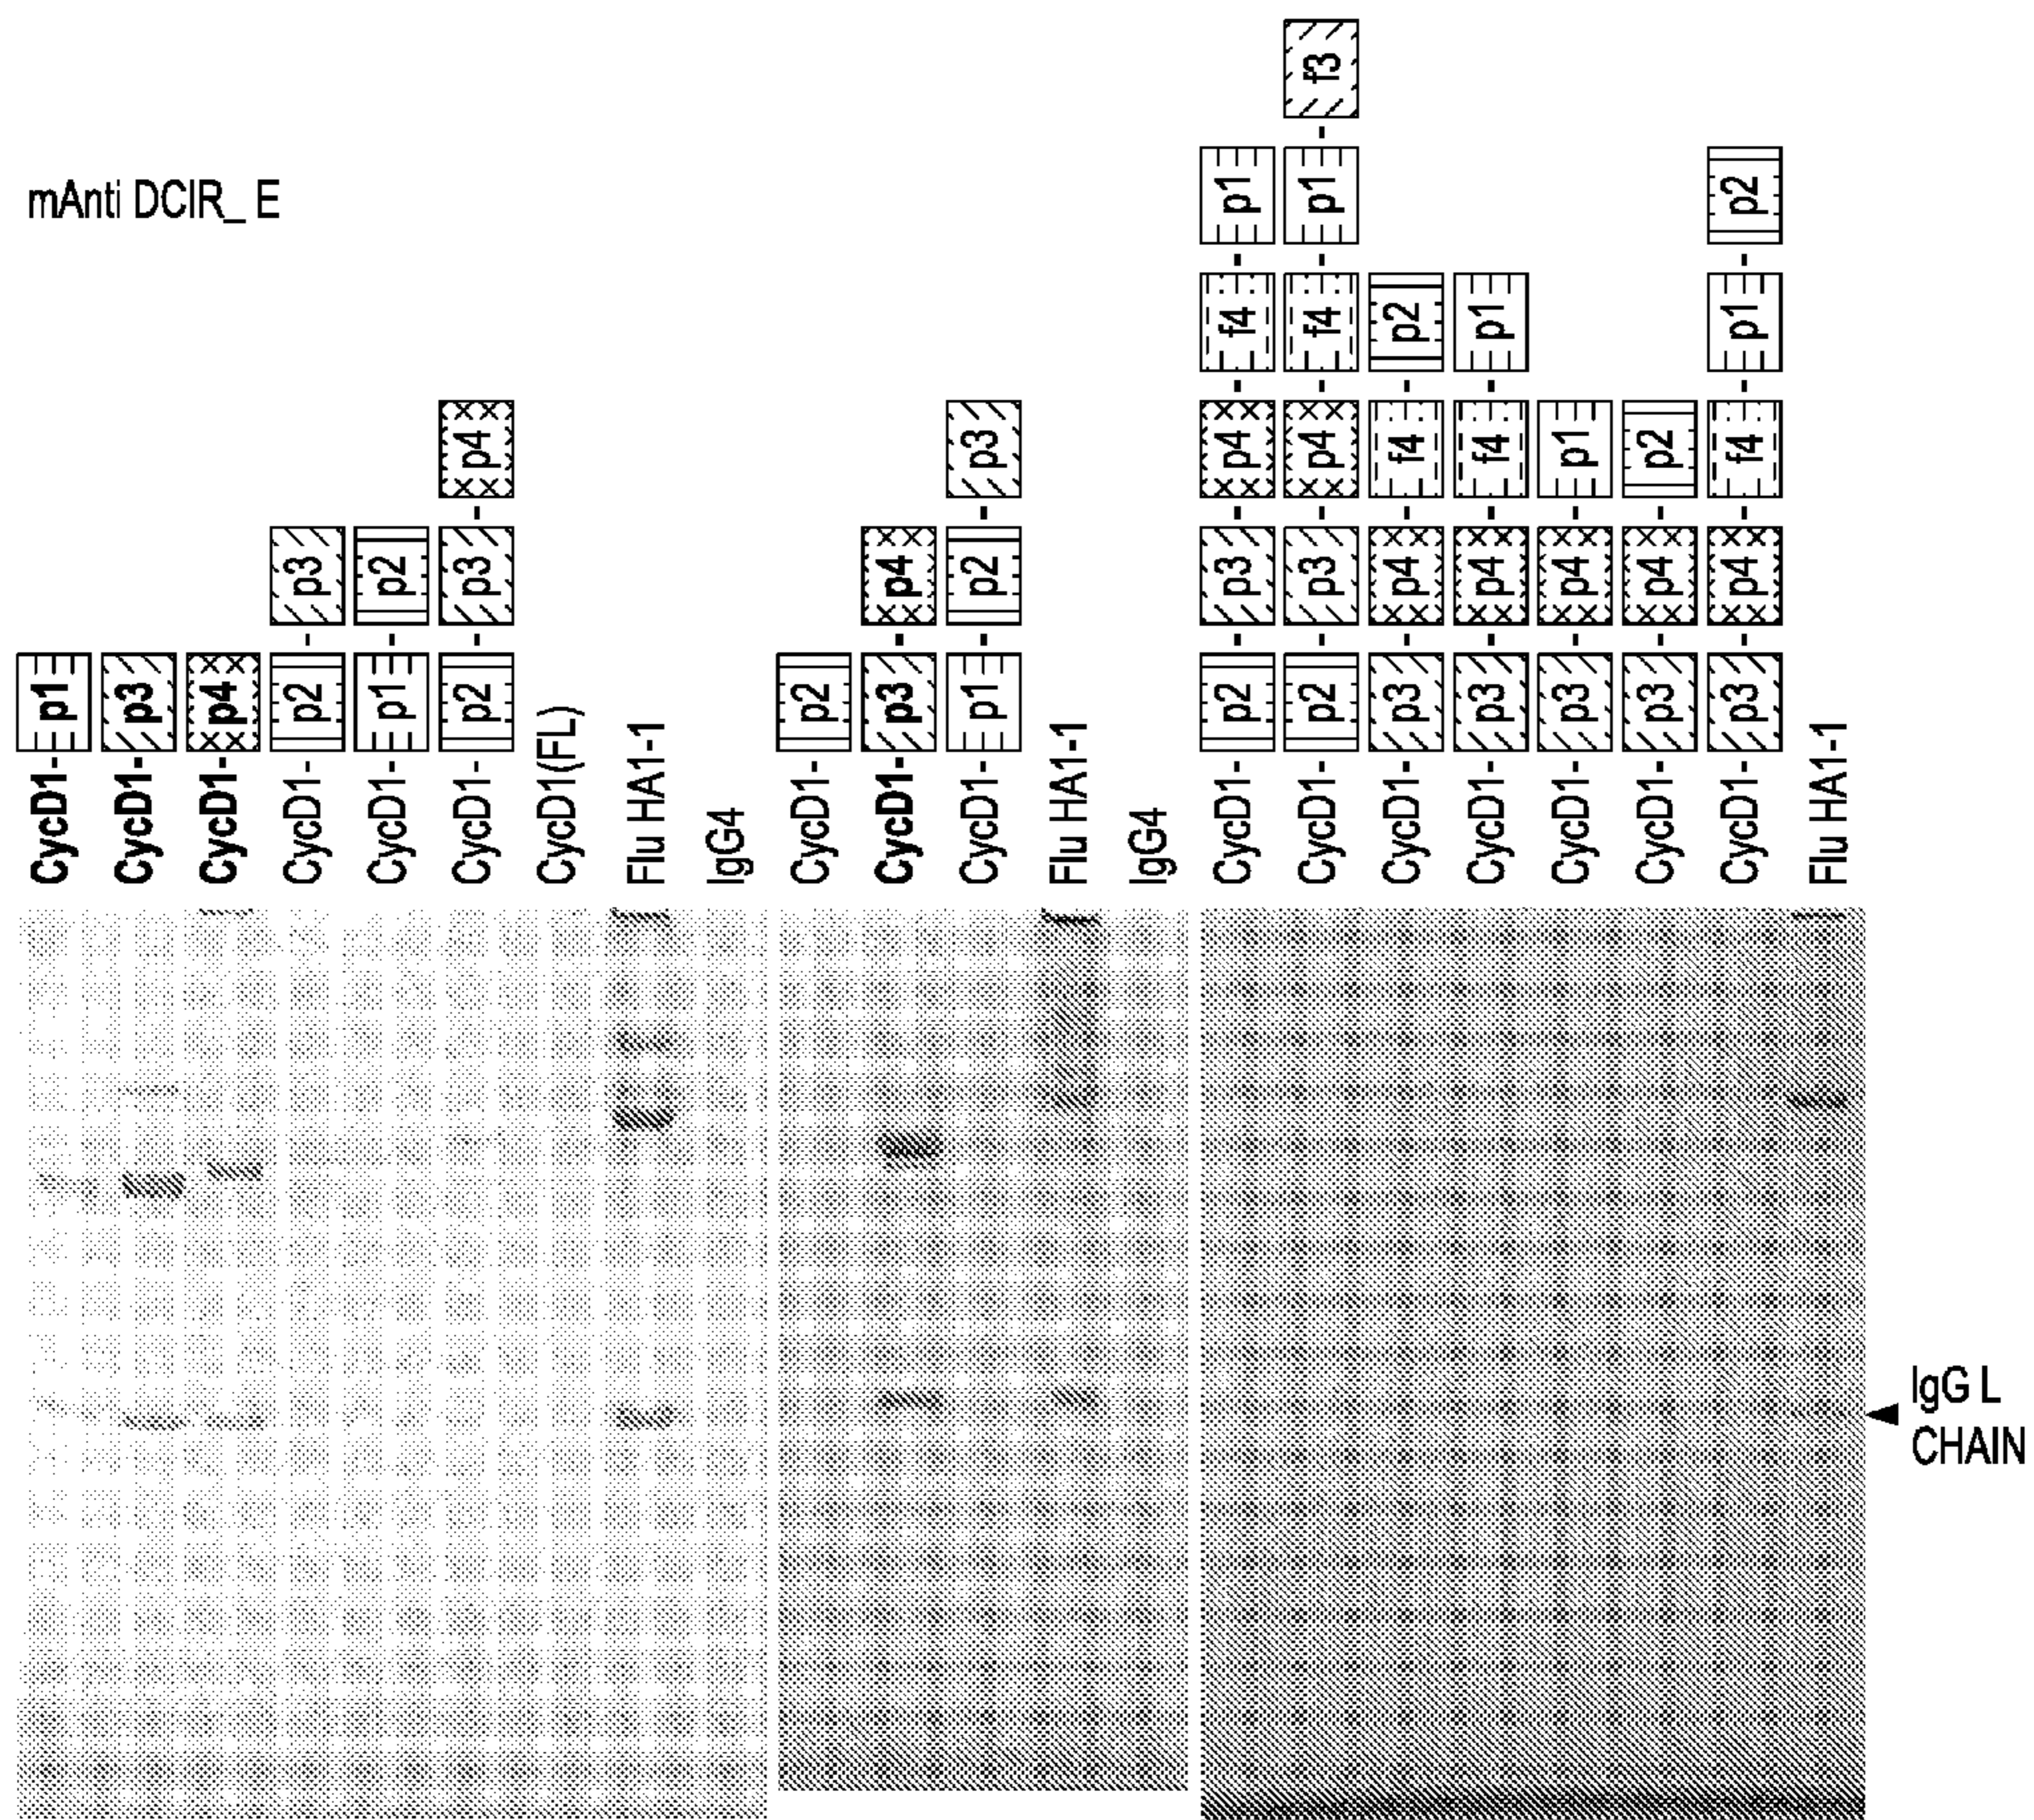 mAnti DCIR_ E
CycD1- p1
CycD1- p3
CycD1- p4
CycD1- p2 - p3
CycD1- p1 - p2
CycD1- p2 - p3 - p4
CycD1(FL)
Flu HA1-1
IgG4
CycD1- p2
CycD1- p3 - p4
CycD1- p1 - p2 - p3
Flu HA1-1
IgG4
CycD1- p2 - p3 - p4 - f4 - p1
CycD1- p2 - p3 - p4 - f4 - p1 - f3
CycD1- p3 - p4 - f4 - p2
CycD1- p3 - p4 - f4 - p1
CycD1- p3 - p4 - p1
CycD1- p3 - p4 - p2
CycD1- p3 - p4 - f4 - p1 - p2
Flu HA1-1
IgG L
CHAIN